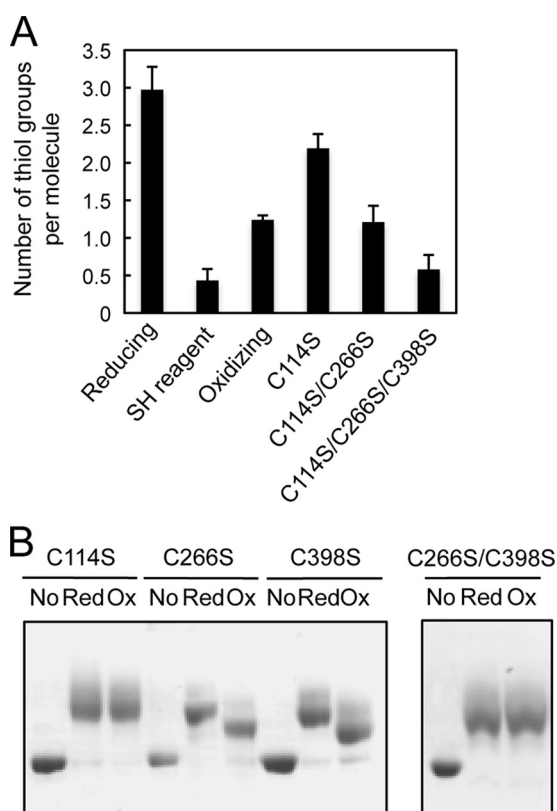 A
Number of thiol groups
per molecule
3.5
3.0
2.5
2.0
1.5
1.0
0.5
0
Reducing
SH reagent
Oxidizing
C114S
C114S/C266S
C114S/C266S/C398S
B
C114S C266S C398S C266S/C398S
No Red Ox No Red Ox No Red Ox No Red Ox